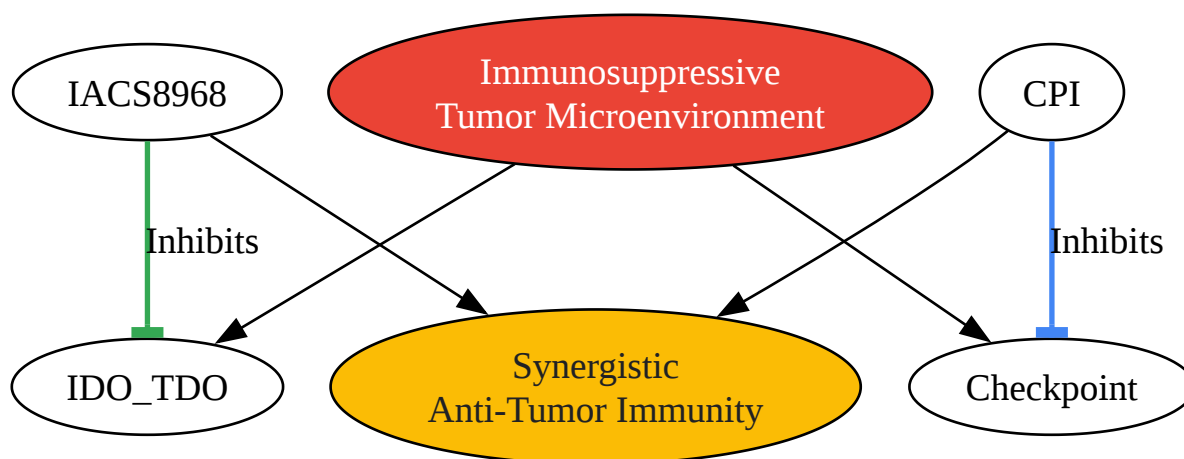 IACS8968
Immunosuppressive
Tumor Microenvironment
CPI
Inhibits
Inhibits
IDO_TDO
Synergistic
Anti-Tumor Immunity
Checkpoint